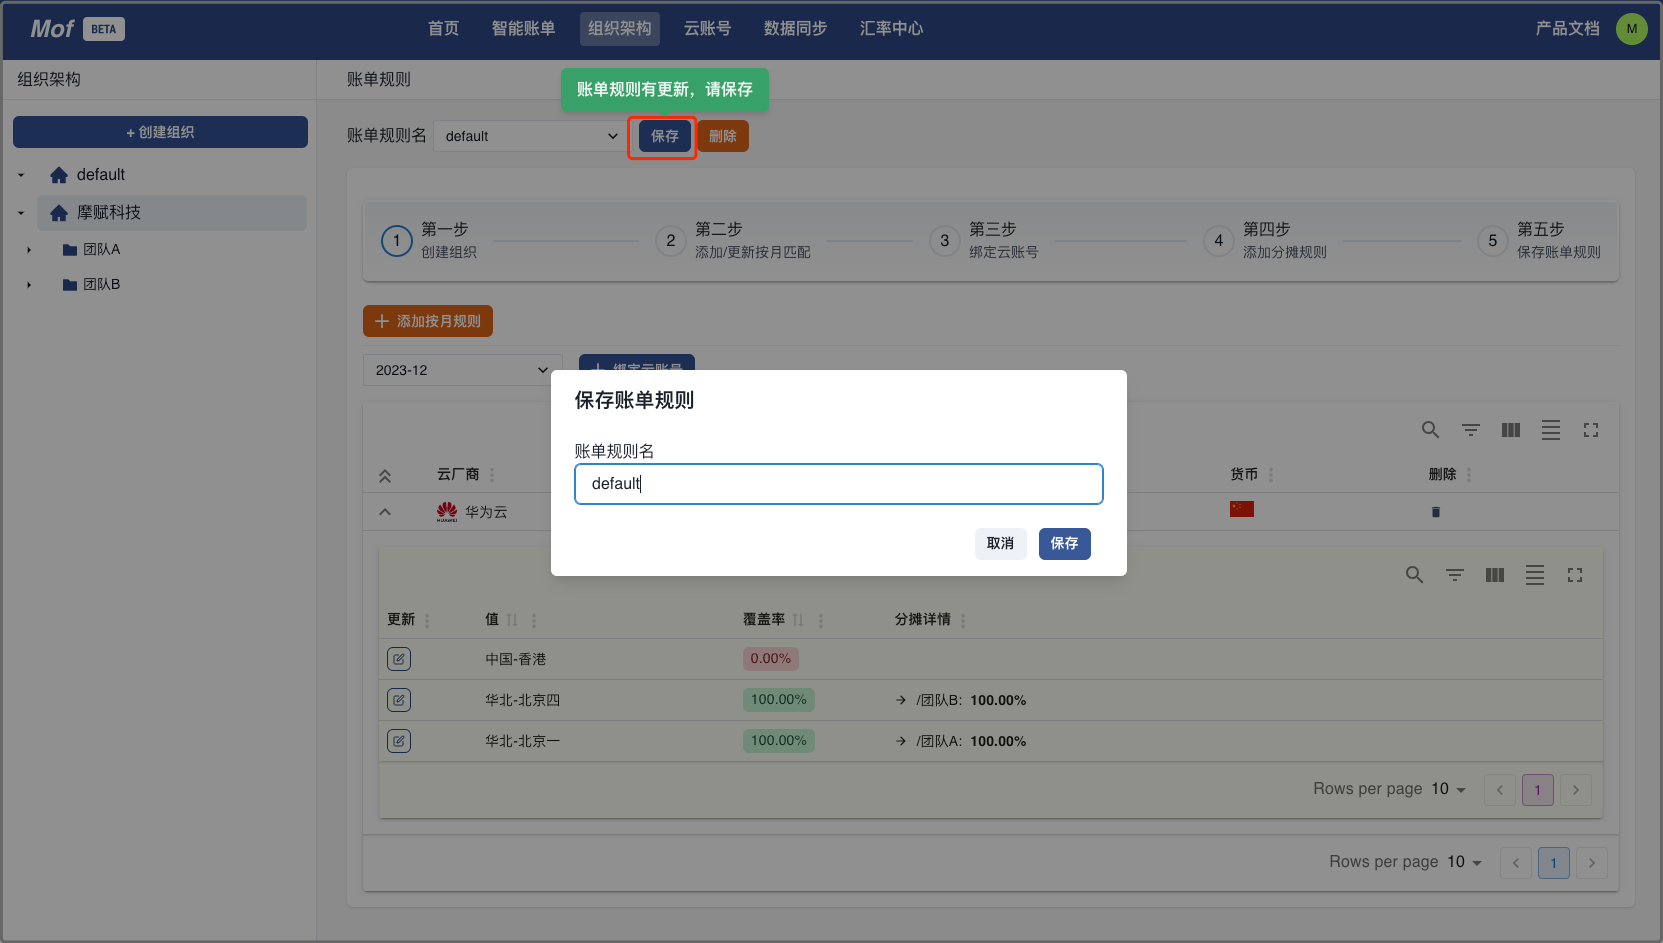 Mof BETA 首页 智能账单 组织架构 云账号 数据同步 汇率中心 产品文档 M
组织架构
账单规则
账单规则有更新，请保存
+ 创建组织
账单规则名 default 保存 删除
default
摩赋科技
团队A
团队B
1 第一步 创建组织
2 第二步 添加/更新按月匹配
3 第三步 绑定云账号
4 第四步 添加分摊规则
5 第五步 保存账单规则
添加按月规则
2023-12 绑定云账号
保存账单规则
账单规则名
default
取消 保存
云厂商 货币 删除
HUAWEI 华为云
更新 值 覆盖率 分摊详情
中国-香港 0.00%
华北-北京四 100.00% → /团队B: 100.00%
华北-北京一 100.00% → /团队A: 100.00%
Rows per page 10 1
Rows per page 10 1